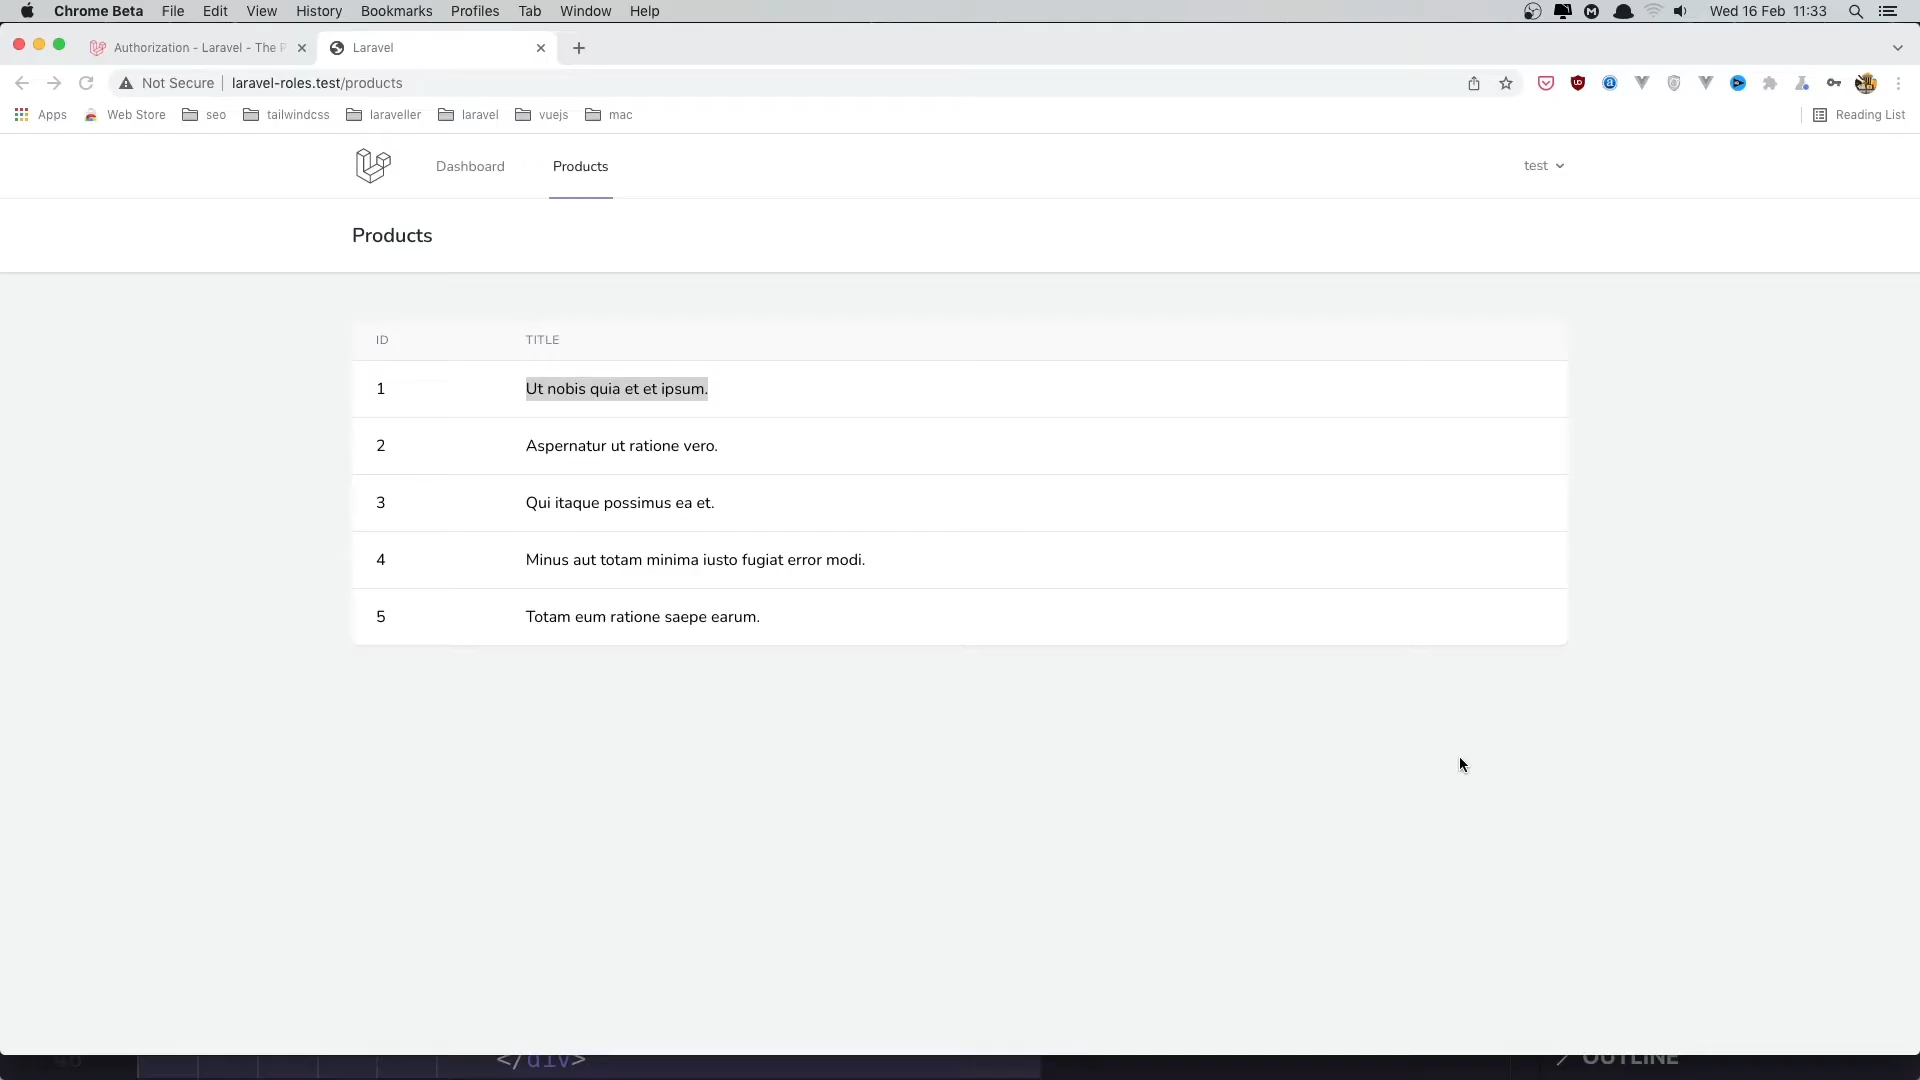 Chrome Beta File Edit View History Bookmarks Profiles Tab Window Help Wed 16 Feb 11:33
Authorization - Laravel - The P Laravel
Not Secure laravel-roles.test/products
Apps Web Store seo tailwindcss laraveller laravel vuejs mac Reading List
Dashboard Products test
Products
ID TITLE
1 Ut nobis quia et et ipsum.
2 Aspernatur ut ratione vero.
3 Qui itaque possimus ea et.
4 Minus aut totam minima iusto fugiat error modi.
5 Totam eum ratione saepe earum.
</div> OUTLINE